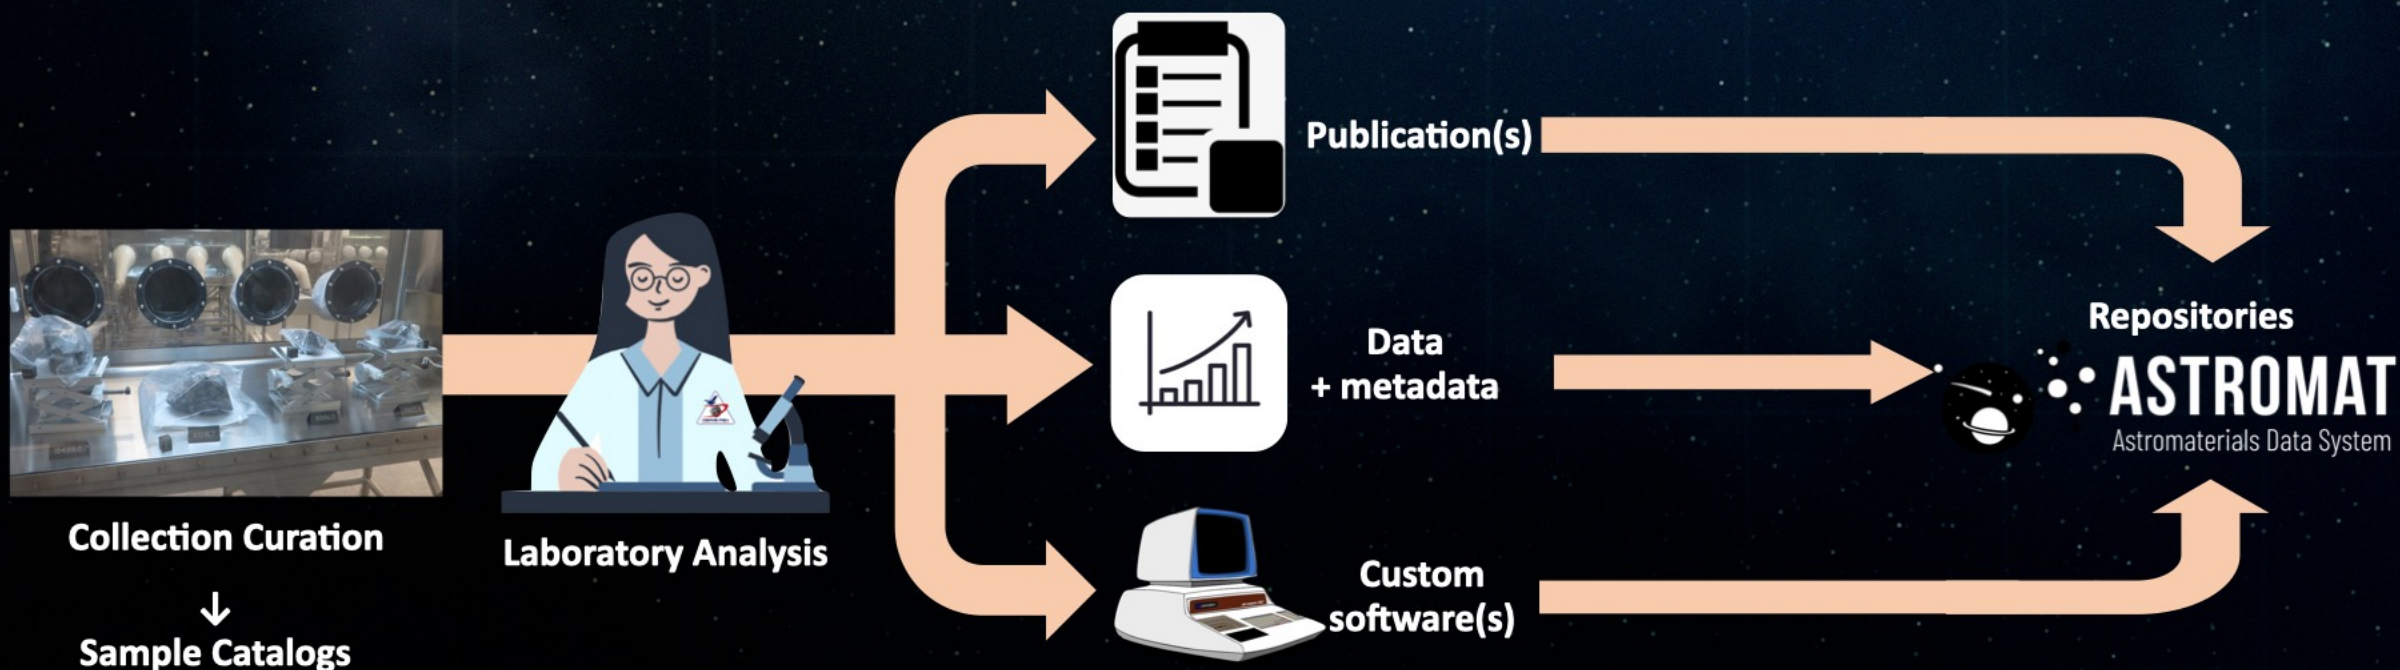 Collection Curation
↓
Sample Catalogs
Laboratory Analysis
Publication(s)
Data
+ metadata
Custom
software(s)
Repositories
ASTROMAT
Astromaterials Data System